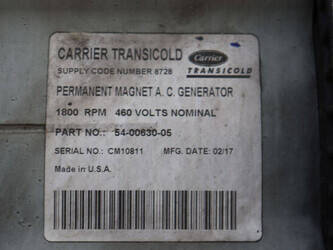 CARRIER TRANSICOLD
SUPPLY CODE NUMBER 8728
Carrier
TRANSICOLD
PERMANENT MAGNET A. C. GENERATOR
1800 RPM 460 VOLTS NOMINAL
PART NO.: 54-00630-05
SERIAL NO.: CM10811 MFG. DATE: 02/17
Made in U.S.A.